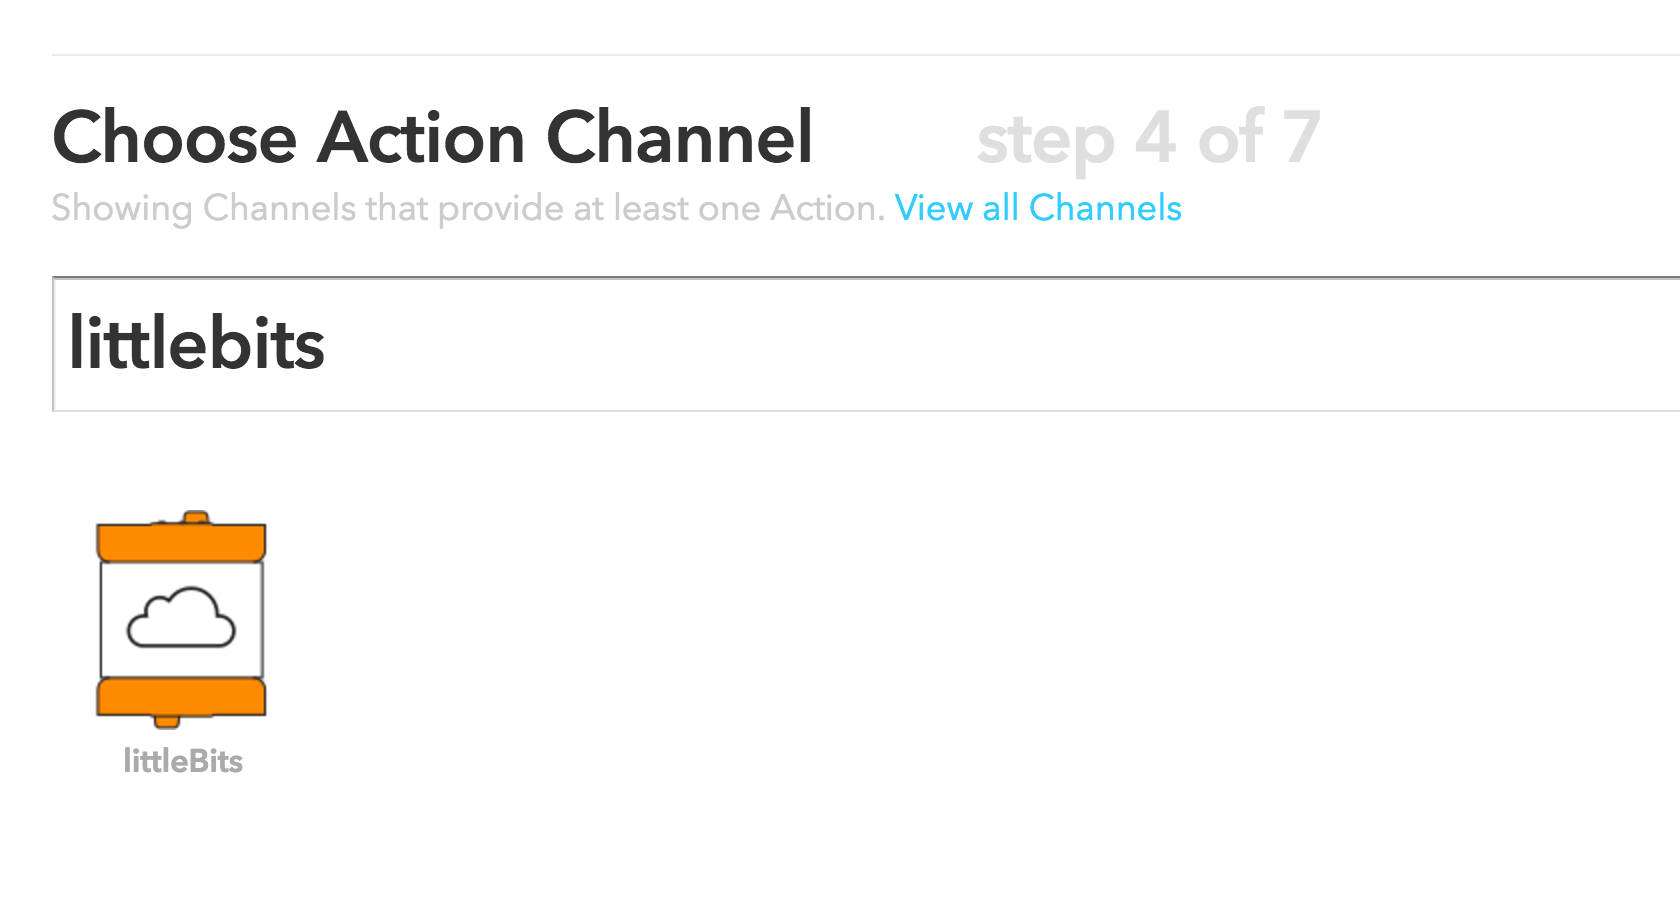 Choose Action Channel step 4 of 7
Showing Channels that provide at least one Action. View all Channels
littlebits
littleBits